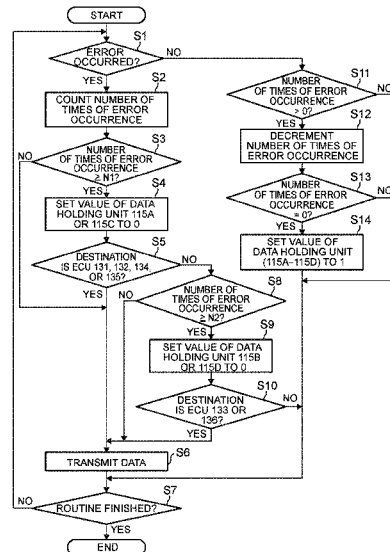 START
S1
ERROR
OCCURRED?
NO
YES
S2
COUNT NUMBER OF
TIMES OF ERROR
OCCURRENCE
S3
NUMBER
OF TIMES OF ERROR
OCCURRENCE
≥ N1?
NO
YES
S4
SET VALUE OF DATA
HOLDING UNIT 115A
OR 115C TO 0
S5
DESTINATION
IS ECU 131, 132, 134,
OR 135?
NO
YES
S11
NUMBER
OF TIMES OF ERROR
OCCURRENCE
> 0?
NO
YES
S12
DECREMENT
NUMBER OF TIMES OF
ERROR OCCURRENCE
S13
NUMBER
OF TIMES OF ERROR
OCCURRENCE
= 0?
NO
YES
S14
SET VALUE OF
DATA HOLDING UNIT
(115A–115D) TO 1
S8
NUMBER
OF TIMES OF ERROR
OCCURRENCE
≥ N2?
NO
YES
S9
SET VALUE OF DATA
HOLDING UNIT 115B
OR 115D TO 0
S10
DESTINATION
IS ECU 133 OR
136?
NO
YES
TRANSMIT DATA
S6
S7
ROUTINE FINISHED?
NO
YES
END